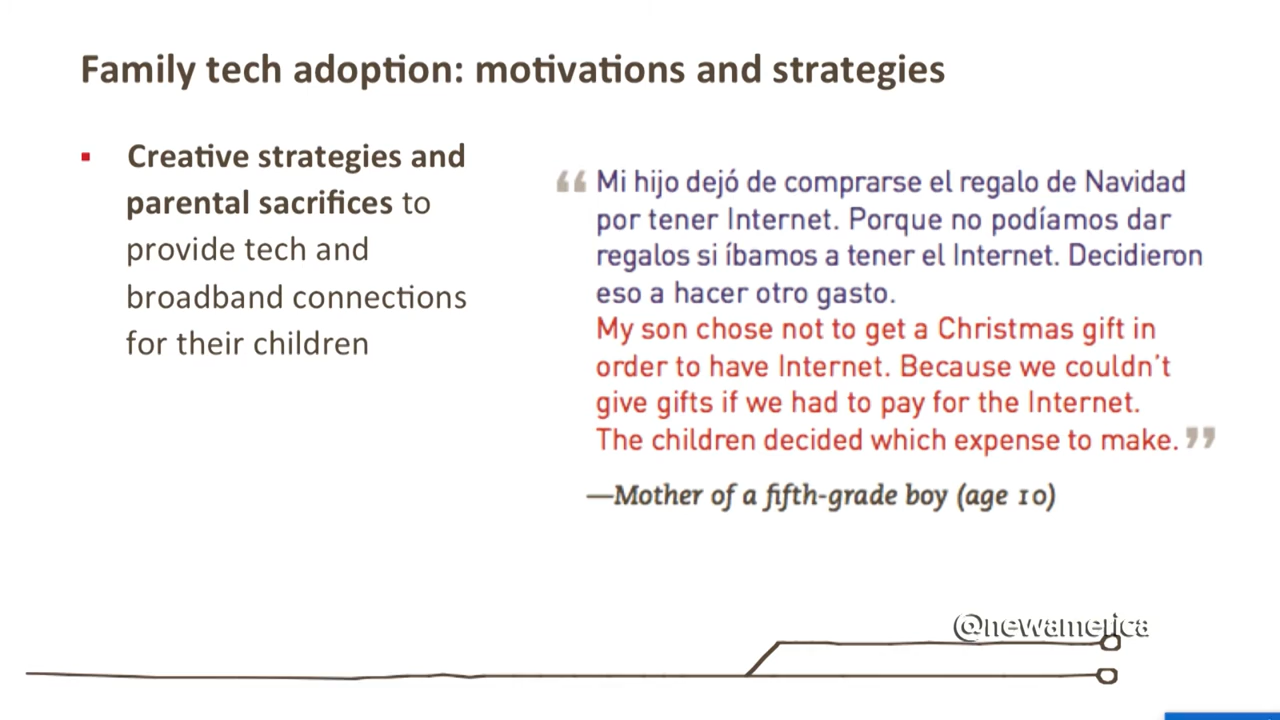 Family tech adoption: motivations and strategies
Creative strategies and
parental sacrifices to
provide tech and
broadband connections
for their children
“ Mi hijo dejó de comprarse el regalo de Navidad
por tener Internet. Porque no podíamos dar
regalos si íbamos a tener el Internet. Decidieron
eso a hacer otro gasto.
My son chose not to get a Christmas gift in
order to have Internet. Because we couldn't
give gifts if we had to pay for the Internet.
The children decided which expense to make. ”
—Mother of a fifth-grade boy (age 10)
@newamerica